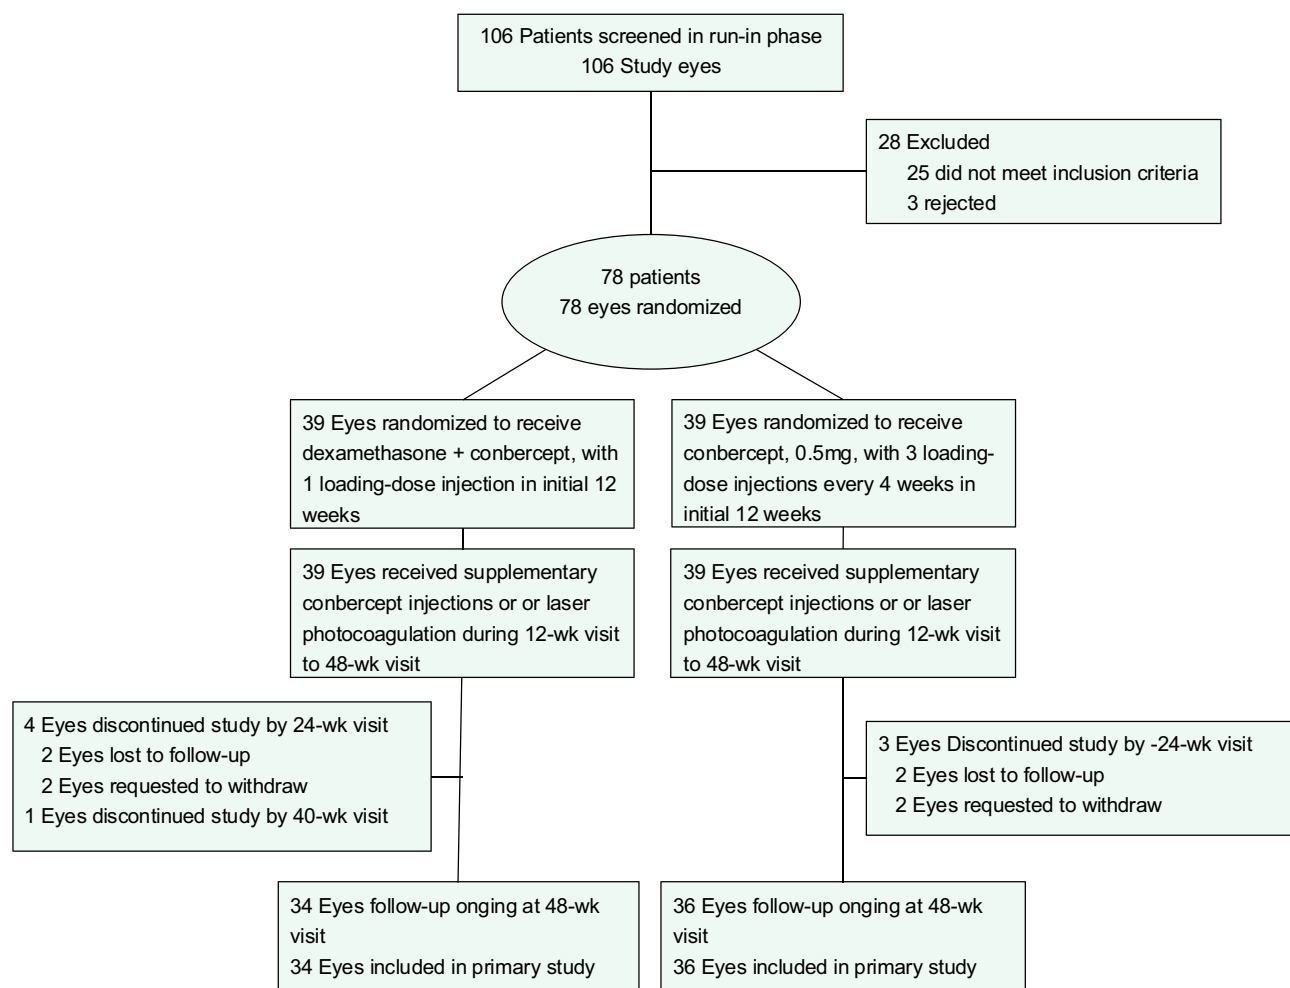 106 Patients screened in run-in phase
106 Study eyes
28 Excluded
25 did not meet inclusion criteria
3 rejected
78 patients
78 eyes randomized
39 Eyes randomized to receive
dexamethasone + conbercept, with
1 loading-dose injection in initial 12
weeks
39 Eyes randomized to receive
conbercept, 0.5mg, with 3 loading-
dose injections every 4 weeks in
initial 12 weeks
39 Eyes received supplementary
conbercept injections or or laser
photocoagulation during 12-wk visit
to 48-wk visit
39 Eyes received supplementary
conbercept injections or or laser
photocoagulation during 12-wk visit
to 48-wk visit
4 Eyes discontinued study by 24-wk visit
2 Eyes lost to follow-up
2 Eyes requested to withdraw
1 Eyes discontinued study by 40-wk visit
3 Eyes Discontinued study by -24-wk visit
2 Eyes lost to follow-up
2 Eyes requested to withdraw
34 Eyes follow-up onging at 48-wk
visit
34 Eyes included in primary study
36 Eyes follow-up onging at 48-wk
visit
36 Eyes included in primary study